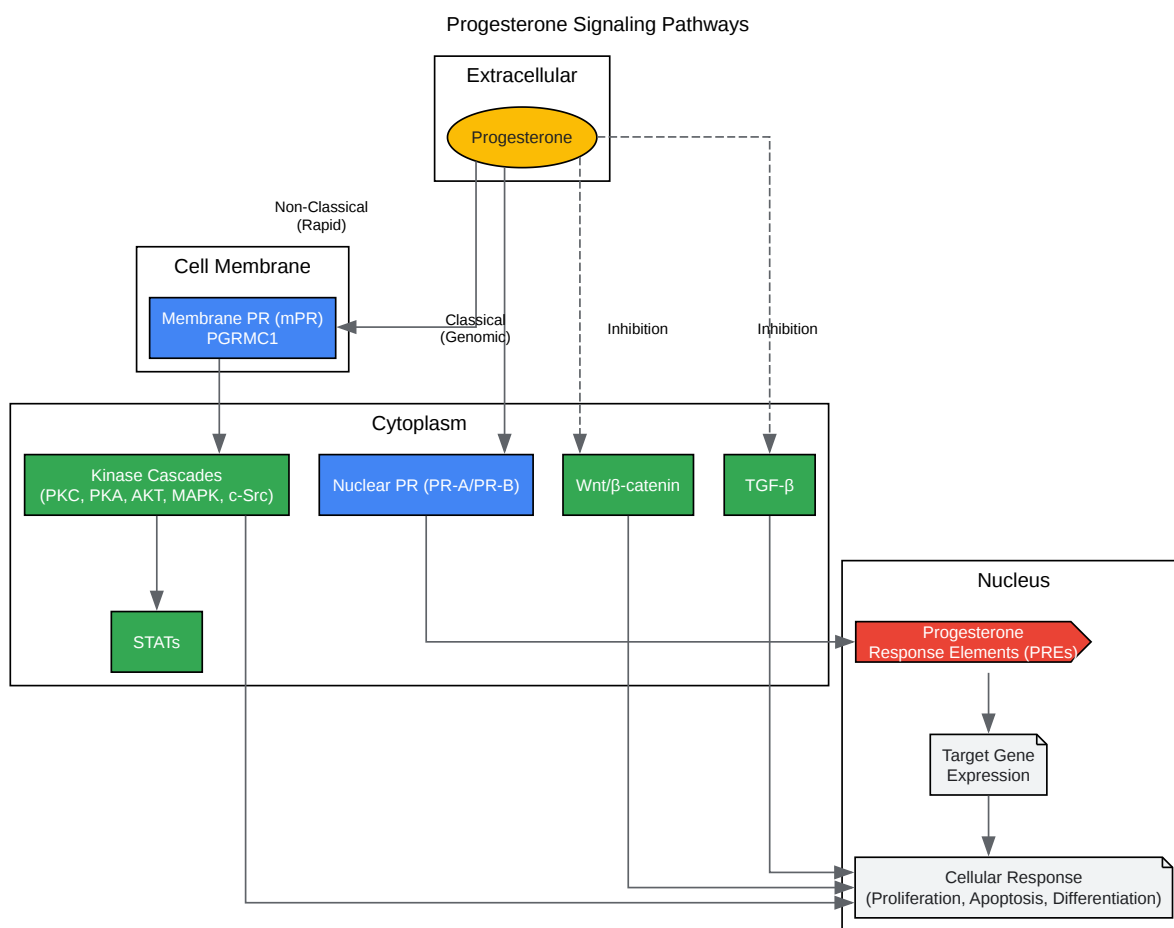 Progesterone Signaling Pathways
Extracellular
Progesterone
Non-Classical
(Rapid)
Cell Membrane
Membrane PR (mPR)
PGRMC1
Classical
(Genomic)
Inhibition
Inhibition
Cytoplasm
Kinase Cascades
(PKC, PKA, AKT, MAPK, c-Src)
Nuclear PR (PR-A/PR-B)
Wnt/β-catenin
TGF-β
STATs
Nucleus
Progesterone
Response Elements (PREs)
Target Gene
Expression
Cellular Response
(Proliferation, Apoptosis, Differentiation)